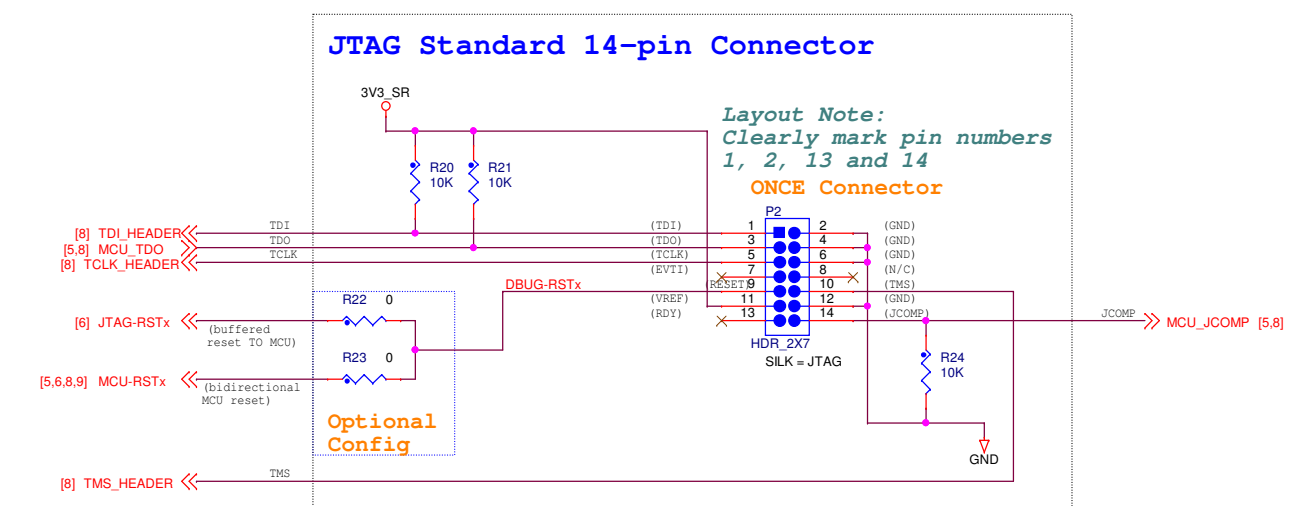 JTAG Standard 14-pin Connector
3V3_SR
Layout Note:
Clearly mark pin numbers
1, 2, 13 and 14
R20
10K
R21
10K
ONCE Connector
P2
[8] TDI_HEADER TDI (TDI) 1 2 (GND)
[5,8] MCU_TDO TDO (TDO) 3 4 (GND)
[8] TCLK_HEADER TCLK (TCLK) 5 6 (GND)
(EVTI) 7 8 (N/C)
DBUG-RSTx (RESET) 9 10 (TMS)
(VREF) 11 12 (GND)
(RDY) 13 14 (JCOMP) JCOMP MCU_JCOMP [5,8]
HDR_2X7
SILK = JTAG
R22 0
[6] JTAG-RSTx
(buffered
reset TO MCU)
R23 0
[5,6,8,9] MCU-RSTx
(bidirectional
MCU reset)
R24
10K
Optional
Config
GND
[8] TMS_HEADER TMS